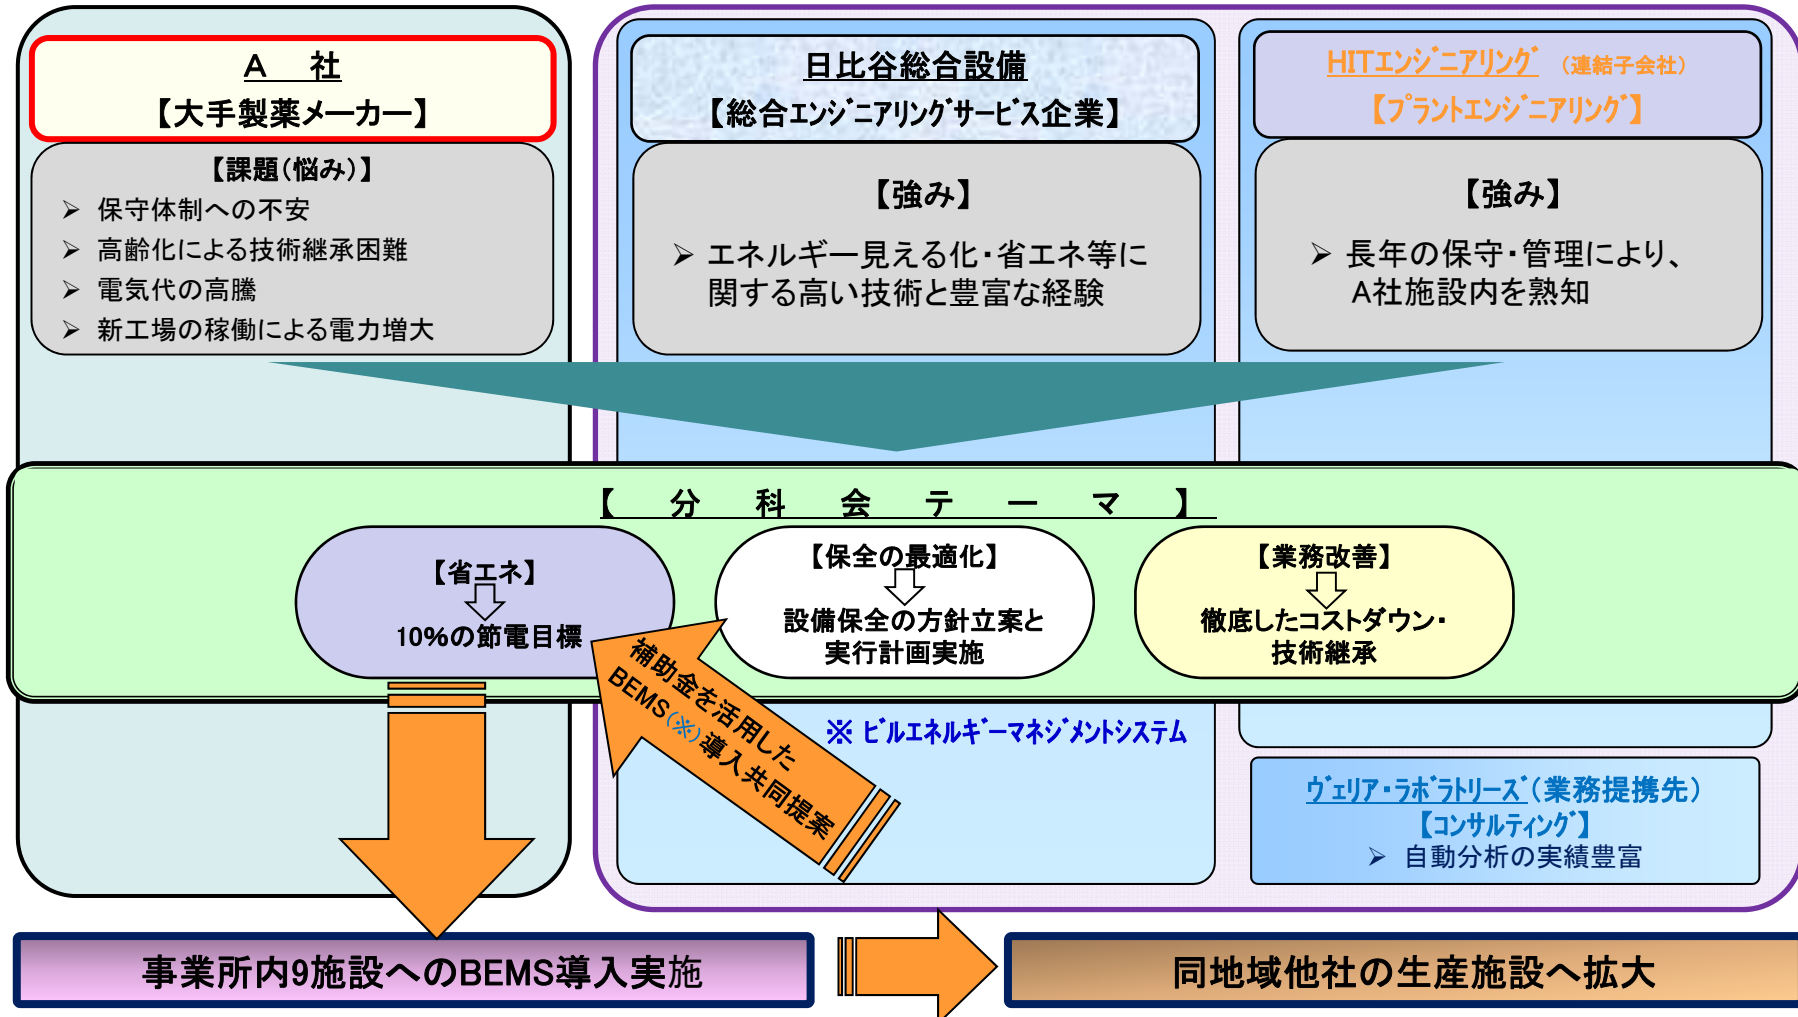 A 社
【大手製薬メーカー】
【課題(悩み)】
➢ 保守体制への不安
➢ 高齢化による技術継承困難
➢ 電気代の高騰
➢ 新工場の稼働による電力増大
日比谷総合設備
【総合エンジニアリングサービス企業】
【強み】
➢ エネルギー見える化・省エネ等に
関する高い技術と豊富な経験
HITエンジニアリング (連結子会社)
【プラントエンジニアリング】
【強み】
➢ 長年の保守・管理により、
A社施設内を熟知
【 分 科 会 テ ー マ 】
【省エネ】
10%の節電目標
【保全の最適化】
設備保全の方針立案と
実行計画実施
【業務改善】
徹底したコストダウン・
技術継承
補助金を活用した
BEMS(※)導入共同提案
※ ビルエネルギーマネジメントシステム
ヴェリア・ラボラトリーズ(業務提携先)
【コンサルティング】
➢ 自動分析の実績豊富
事業所内9施設へのBEMS導入実施
同地域他社の生産施設へ拡大